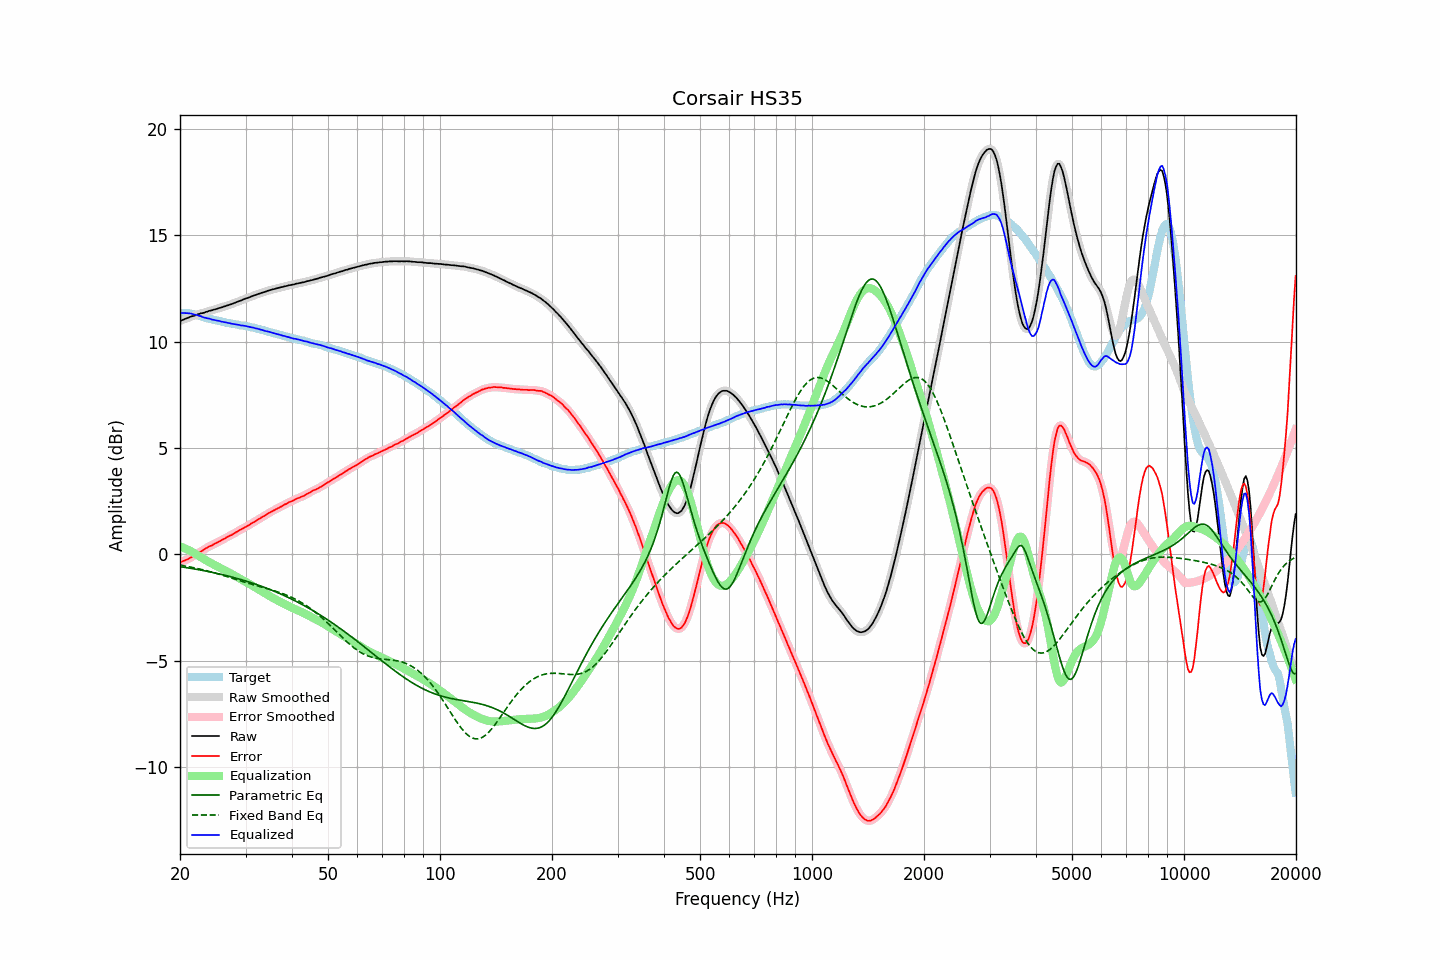 Corsair HS35
Amplitude (dBr)
20
15
10
5
0
−5
−10
Target
Raw Smoothed
Error Smoothed
Raw
Error
Equalization
Parametric Eq
Fixed Band Eq
Equalized
20 50 100 200 500 1000 2000 5000 10000 20000
Frequency (Hz)